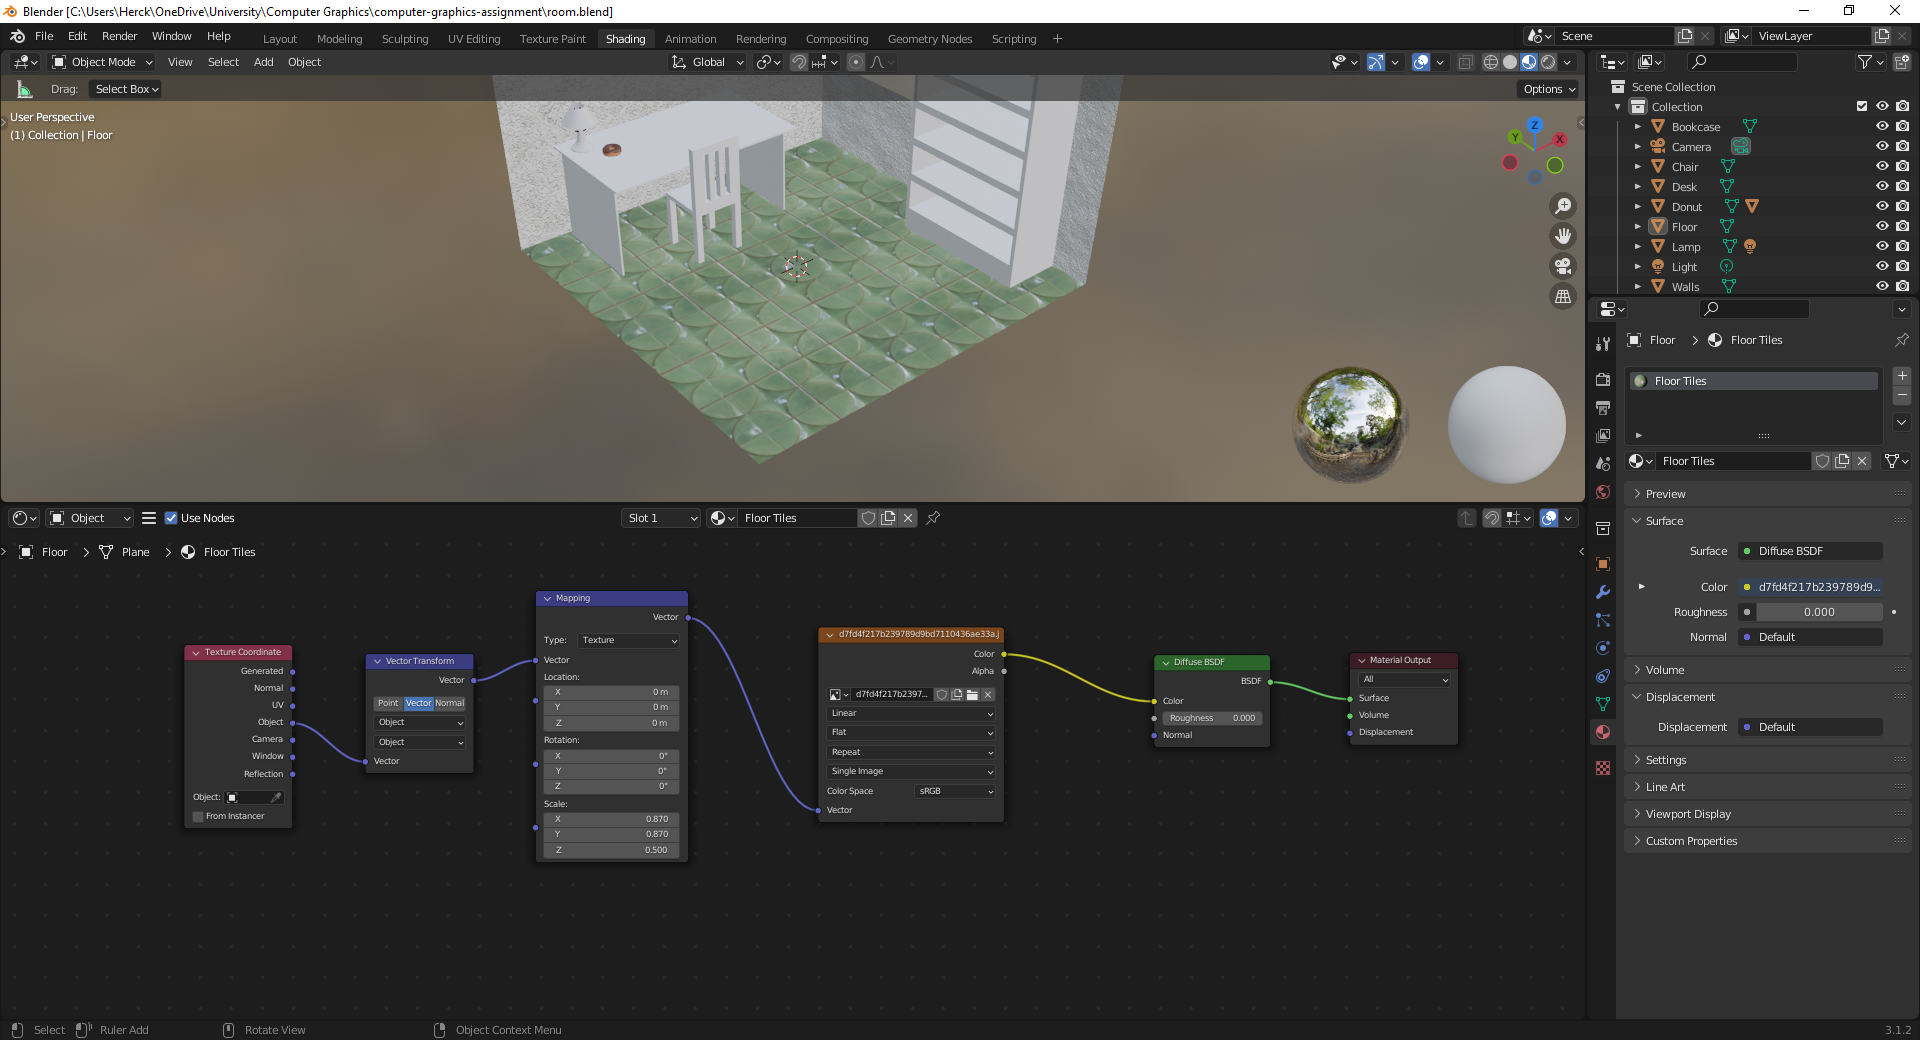 Blender [C:\Users\Herck\OneDrive\University\Computer Graphics\computer-graphics-assignment\room.blend]
File Edit Render Window Help Layout Modeling Sculpting UV Editing Texture Paint Shading Animation Rendering Compositing Geometry Nodes Scripting + Scene ViewLayer
Object Mode View Select Add Object Global
Drag: Select Box Options
User Perspective
(1) Collection | Floor
Z
Y
X
Scene Collection
Collection
Bookcase
Camera
Chair
Desk
Donut
Floor
Lamp
Light
Walls
Floor > Floor Tiles
Floor Tiles
Floor Tiles
Preview
Surface
Surface Diffuse BSDF
Color d7fd4f217b239789d9...
Roughness 0.000
Normal Default
Volume
Displacement
Displacement Default
Settings
Line Art
Viewport Display
Custom Properties
Object Use Nodes Slot 1 Floor Tiles
Floor > Plane > Floor Tiles
Texture Coordinate
Generated
Normal
UV
Object
Camera
Window
Reflection
Object:
From Instancer
Vector Transform
Vector
Point Vector Normal
Object
Object
Vector
Mapping
Vector
Type: Texture
Vector
Location:
X 0 m
Y 0 m
Z 0 m
Rotation:
X 0°
Y 0°
Z 0°
Scale:
X 0.870
Y 0.870
Z 0.500
d7fd4f217b239789d9bd7110436ae33a.j
Color
Alpha
d7fd4f217b2397...
Linear
Flat
Repeat
Single Image
Color Space sRGB
Vector
Diffuse BSDF
BSDF
Color
Roughness 0.000
Normal
Material Output
All
Surface
Volume
Displacement
Select Ruler Add Rotate View Object Context Menu 3.1.2